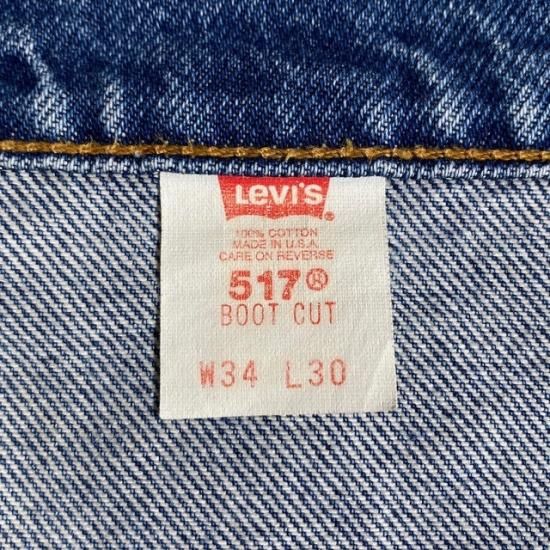 LEVI'S®
100% COTTON
MADE IN U.S.A.
CARE ON REVERSE
517®
BOOT CUT
W34 L30